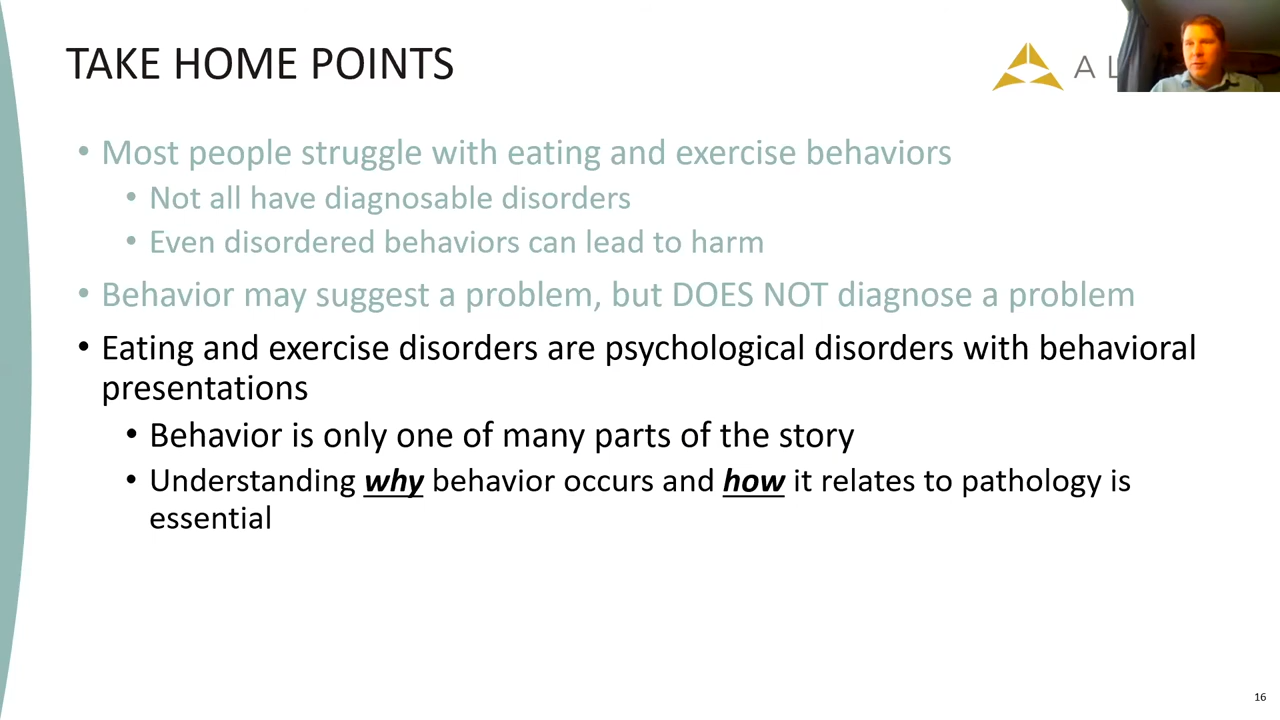 TAKE HOME POINTS
A L
• Most people struggle with eating and exercise behaviors
• Not all have diagnosable disorders
• Even disordered behaviors can lead to harm
• Behavior may suggest a problem, but DOES NOT diagnose a problem
• Eating and exercise disorders are psychological disorders with behavioral
presentations
• Behavior is only one of many parts of the story
• Understanding why behavior occurs and how it relates to pathology is
essential
16